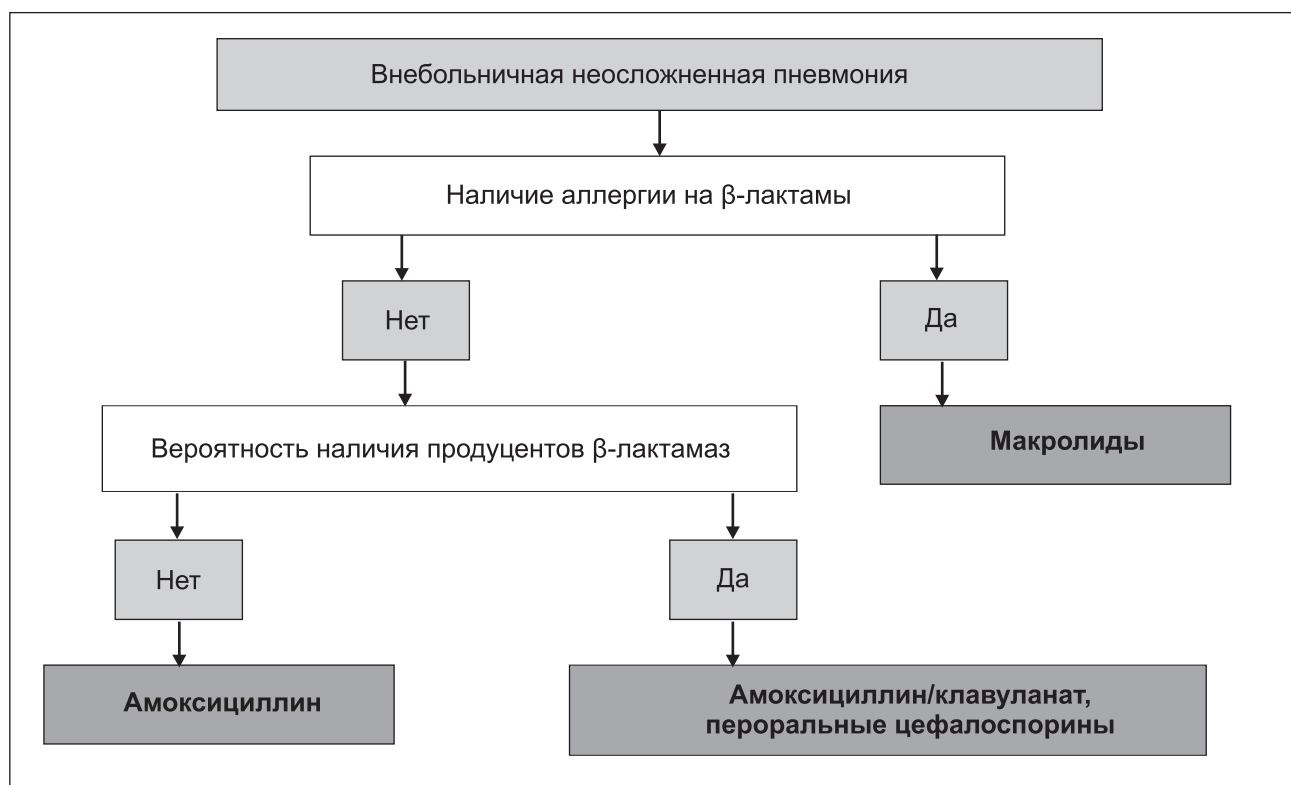 Внебольничная неосложненная пневмония
Наличие аллергии на β-лактамы
Нет
Да
Вероятность наличия продуцентов β-лактамаз
Макролиды
Нет
Да
Амоксициллин
Амоксициллин/клавуланат,
пероральные цефалоспорины